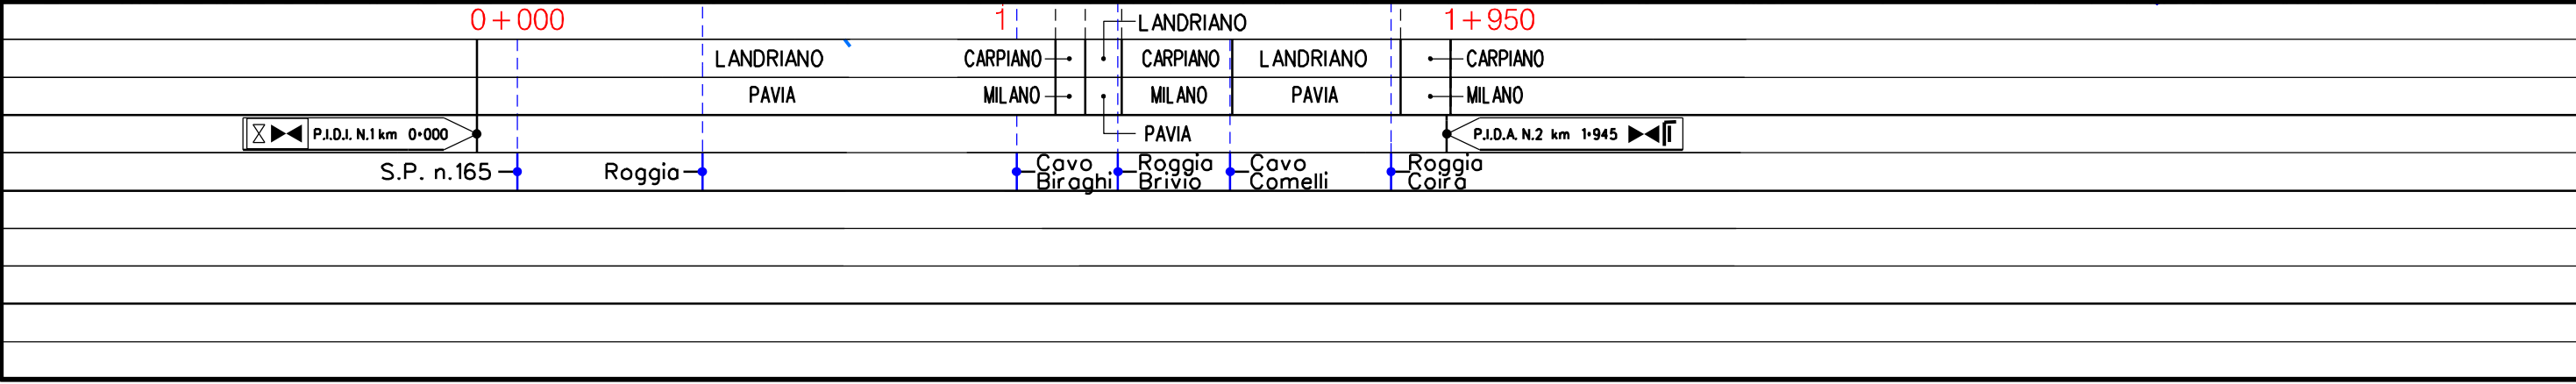 0+000 1 LANDRIANO 1+950
LANDRIANO CARPIANO CARPIANO LANDRIANO CARPIANO
PAVIA MILANO MILANO PAVIA MILANO
P.I.D.I. N.1 km 0+000 PAVIA P.I.D.A. N.2 km 1+945
S.P. n.165 Roggia Cavo Biraghi Roggia Brivio Cavo Comelli Roggia Coira